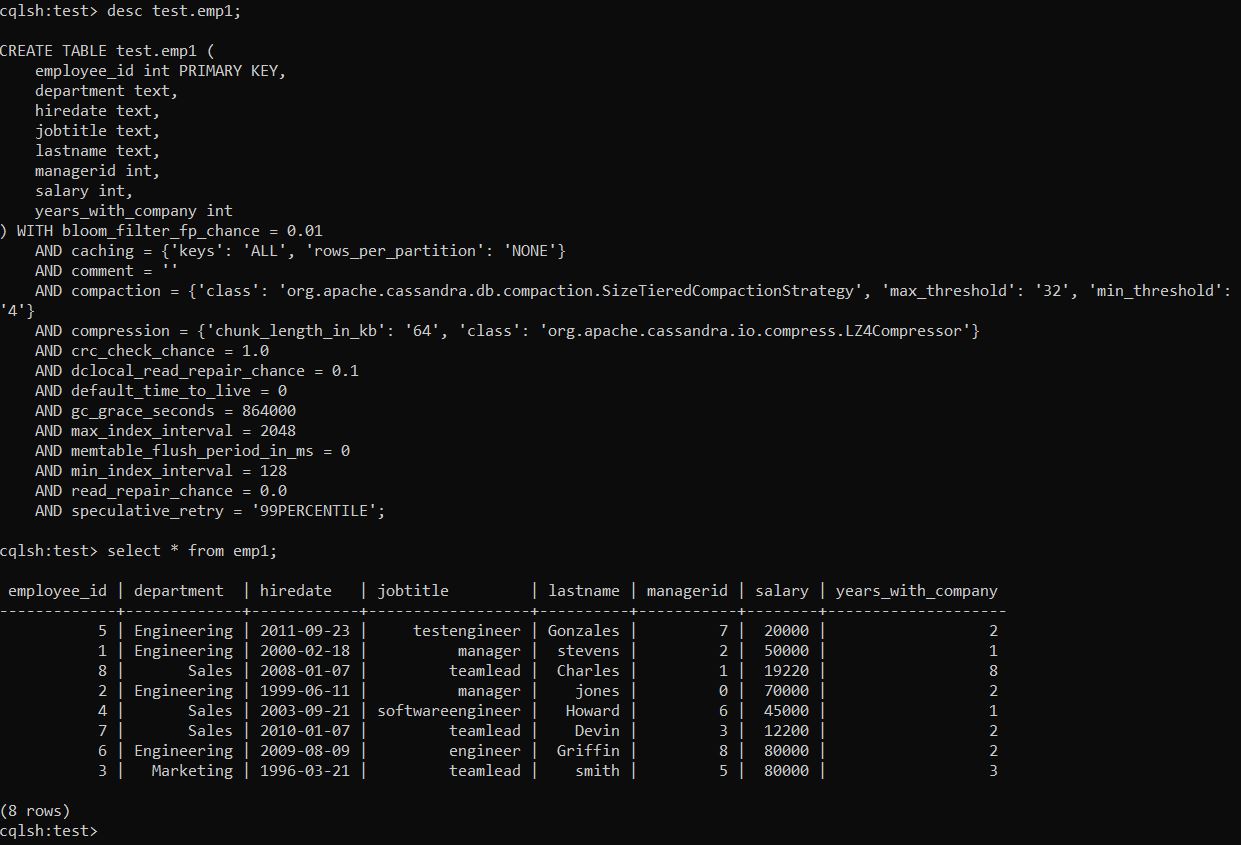 cqlsh:test> desc test.emp1;
CREATE TABLE test.emp1 (
    employee_id int PRIMARY KEY,
    department text,
    hiredate text,
    jobtitle text,
    lastname text,
    managerid int,
    salary int,
    years_with_company int
) WITH bloom_filter_fp_chance = 0.01
    AND caching = {'keys': 'ALL', 'rows_per_partition': 'NONE'}
    AND comment = ''
    AND compaction = {'class': 'org.apache.cassandra.db.compaction.SizeTieredCompactionStrategy', 'max_threshold': '32', 'min_threshold':
'4'}
    AND compression = {'chunk_length_in_kb': '64', 'class': 'org.apache.cassandra.io.compress.LZ4Compressor'}
    AND crc_check_chance = 1.0
    AND dclocal_read_repair_chance = 0.1
    AND default_time_to_live = 0
    AND gc_grace_seconds = 864000
    AND max_index_interval = 2048
    AND memtable_flush_period_in_ms = 0
    AND min_index_interval = 128
    AND read_repair_chance = 0.0
    AND speculative_retry = '99PERCENTILE';
cqlsh:test> select * from emp1;
 employee_id | department  | hiredate   | jobtitle         | lastname | managerid | salary | years_with_company
-------------+-------------+------------+------------------+----------+-----------+--------+--------------------
           5 | Engineering | 2011-09-23 |     testengineer | Gonzales |         7 |  20000 |                  2
           1 | Engineering | 2000-02-18 |          manager |  stevens |         2 |  50000 |                  1
           8 |       Sales | 2008-01-07 |         teamlead |  Charles |         1 |  19220 |                  8
           2 | Engineering | 1999-06-11 |          manager |    jones |         0 |  70000 |                  2
           4 |       Sales | 2003-09-21 | softwareengineer |   Howard |         6 |  45000 |                  1
           7 |       Sales | 2010-01-07 |         teamlead |    Devin |         3 |  12200 |                  2
           6 | Engineering | 2009-08-09 |         engineer |  Griffin |         8 |  80000 |                  2
           3 |   Marketing | 1996-03-21 |         teamlead |    smith |         5 |  80000 |                  3
(8 rows)
cqlsh:test>